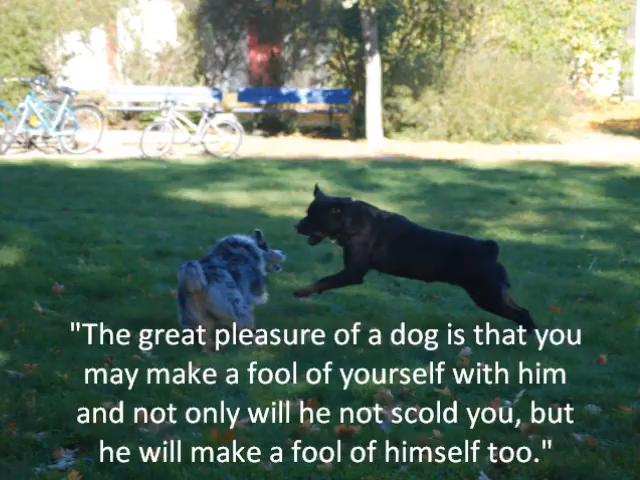 "The great pleasure of a dog is that you
may make a fool of yourself with him
and not only will he not scold you, but
he will make a fool of himself too."